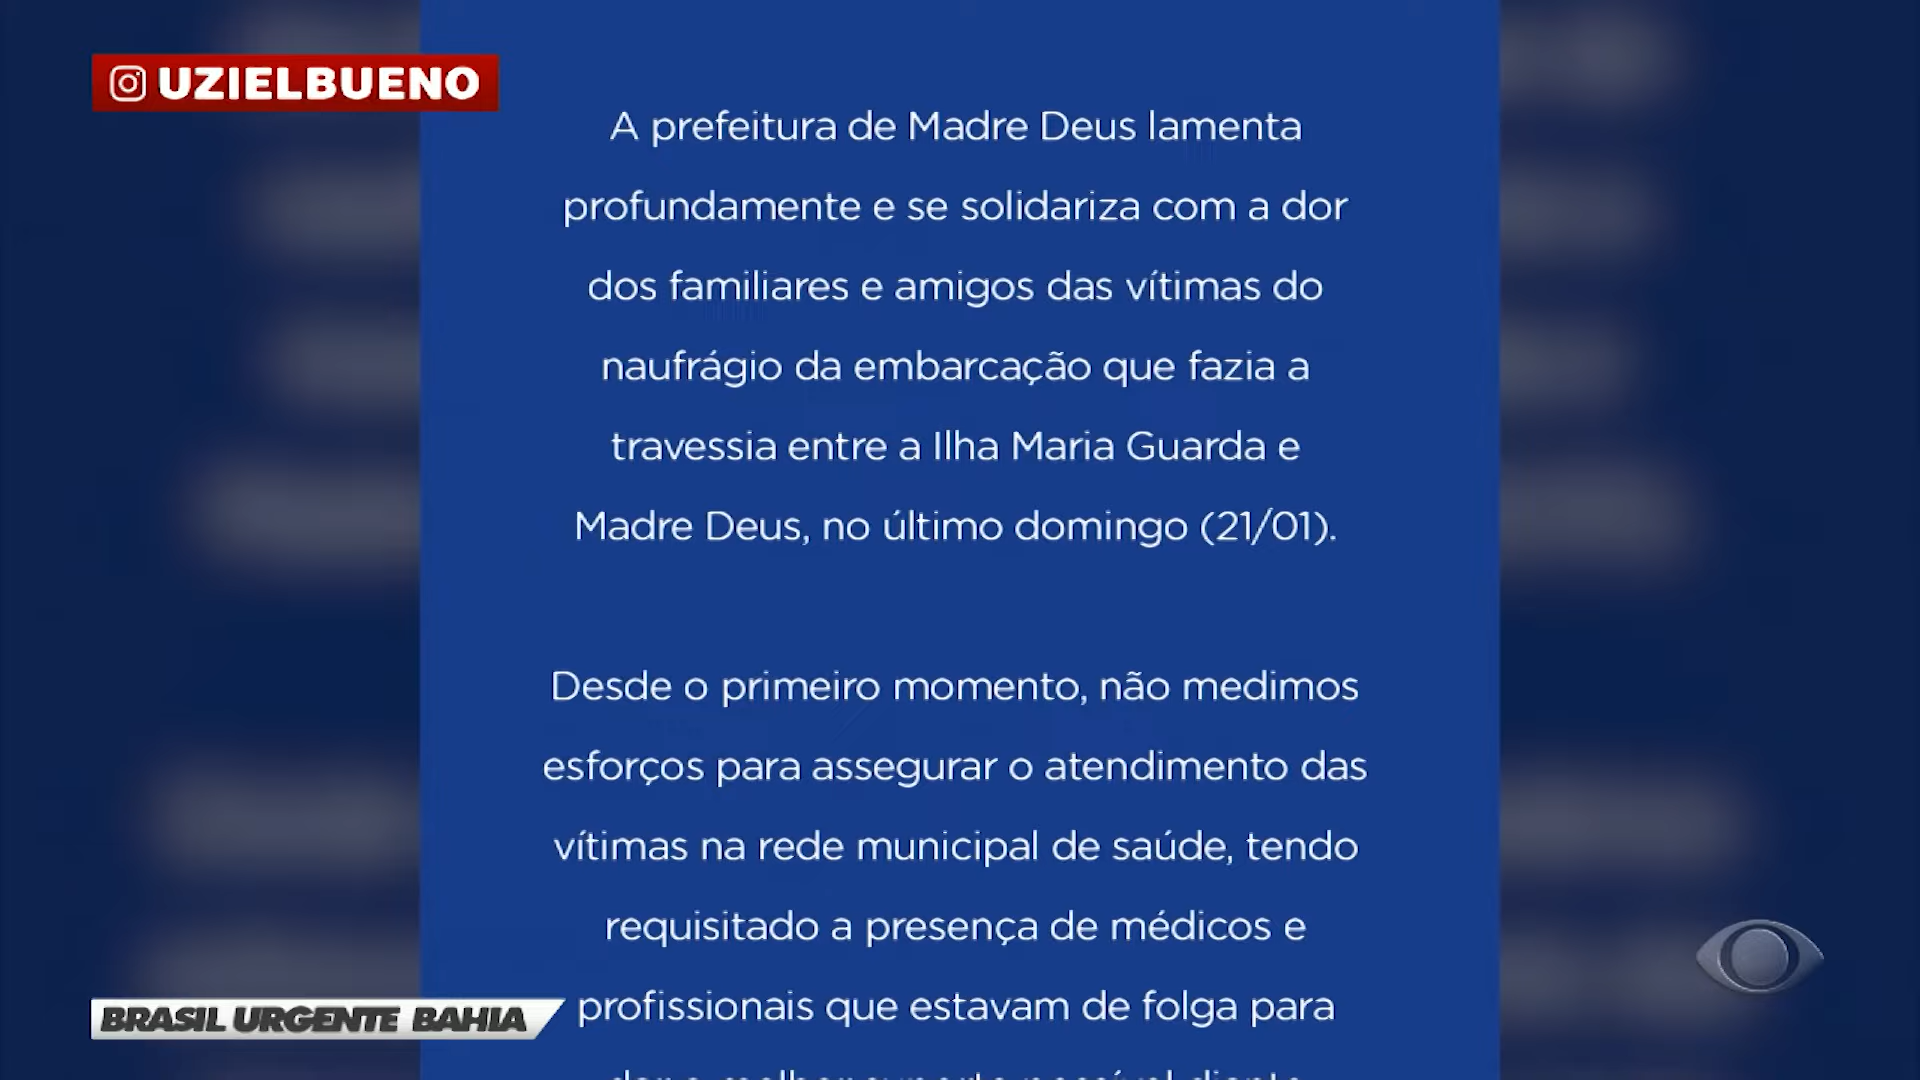 UZIELBUENO
A prefeitura de Madre Deus lamenta
profundamente e se solidariza com a dor
dos familiares e amigos das vítimas do
naufrágio da embarcação que fazia a
travessia entre a Ilha Maria Guarda e
Madre Deus, no último domingo (21/01).
Desde o primeiro momento, não medimos
esforços para assegurar o atendimento das
vítimas na rede municipal de saúde, tendo
requisitado a presença de médicos e
profissionais que estavam de folga para
BRASIL URGENTE BAHIA